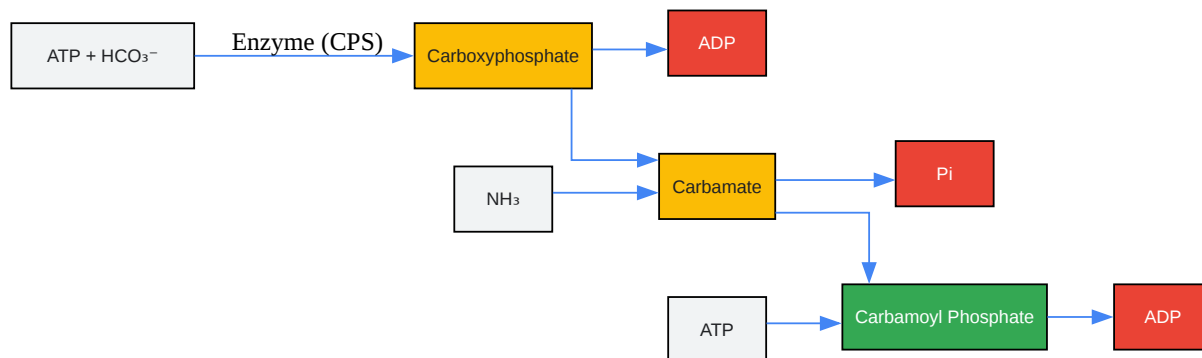 ATP + HCO₃⁻
Enzyme (CPS)
Carboxyphosphate
ADP
NH₃
Carbamate
Pi
ATP
Carbamoyl Phosphate
ADP